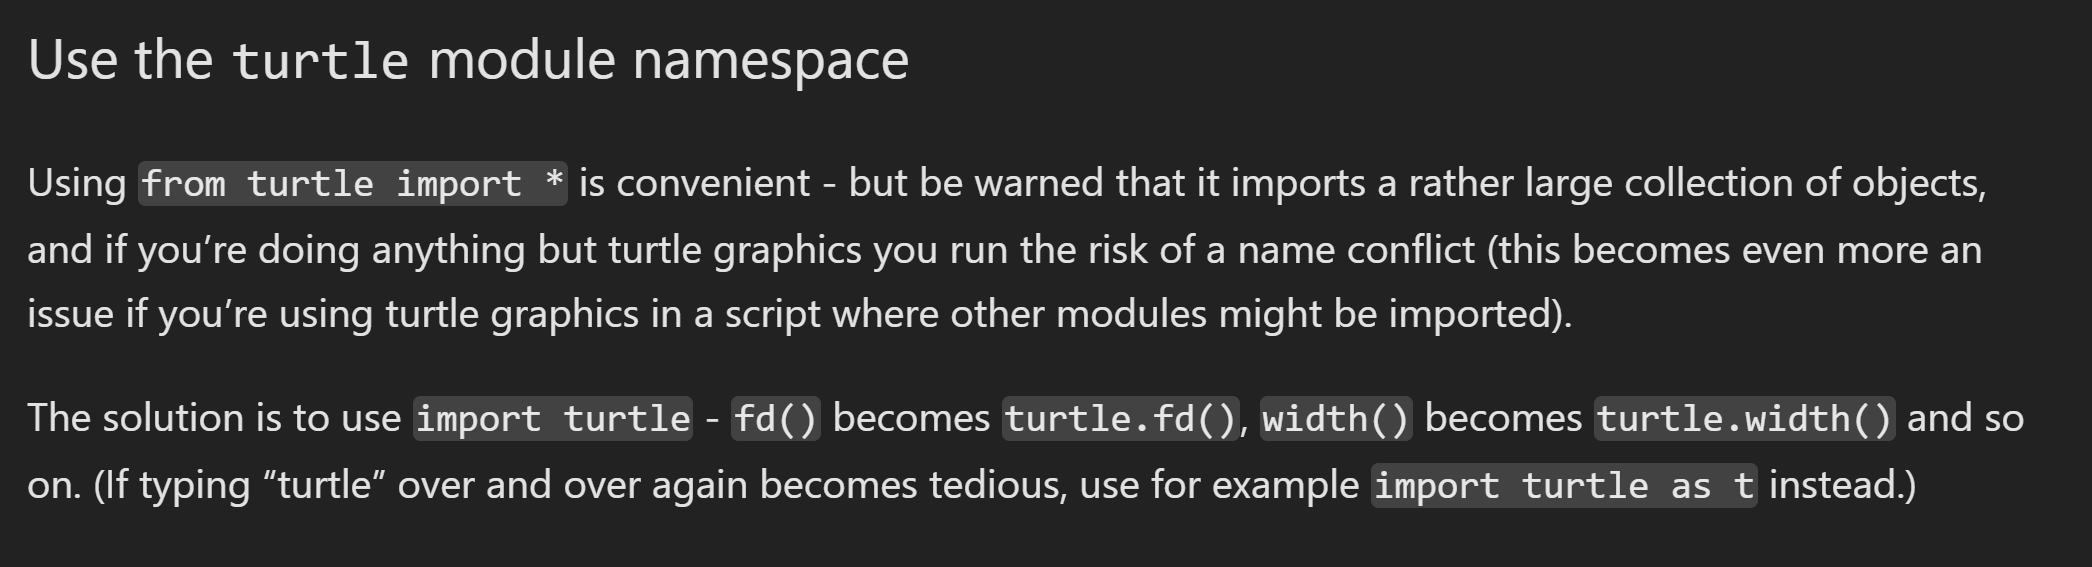 Use the turtle module namespace
Using from turtle import * is convenient - but be warned that it imports a rather large collection of objects,
and if you’re doing anything but turtle graphics you run the risk of a name conflict (this becomes even more an
issue if you’re using turtle graphics in a script where other modules might be imported).
The solution is to use import turtle - fd() becomes turtle.fd(), width() becomes turtle.width() and so
on. (If typing “turtle” over and over again becomes tedious, use for example import turtle as t instead.)